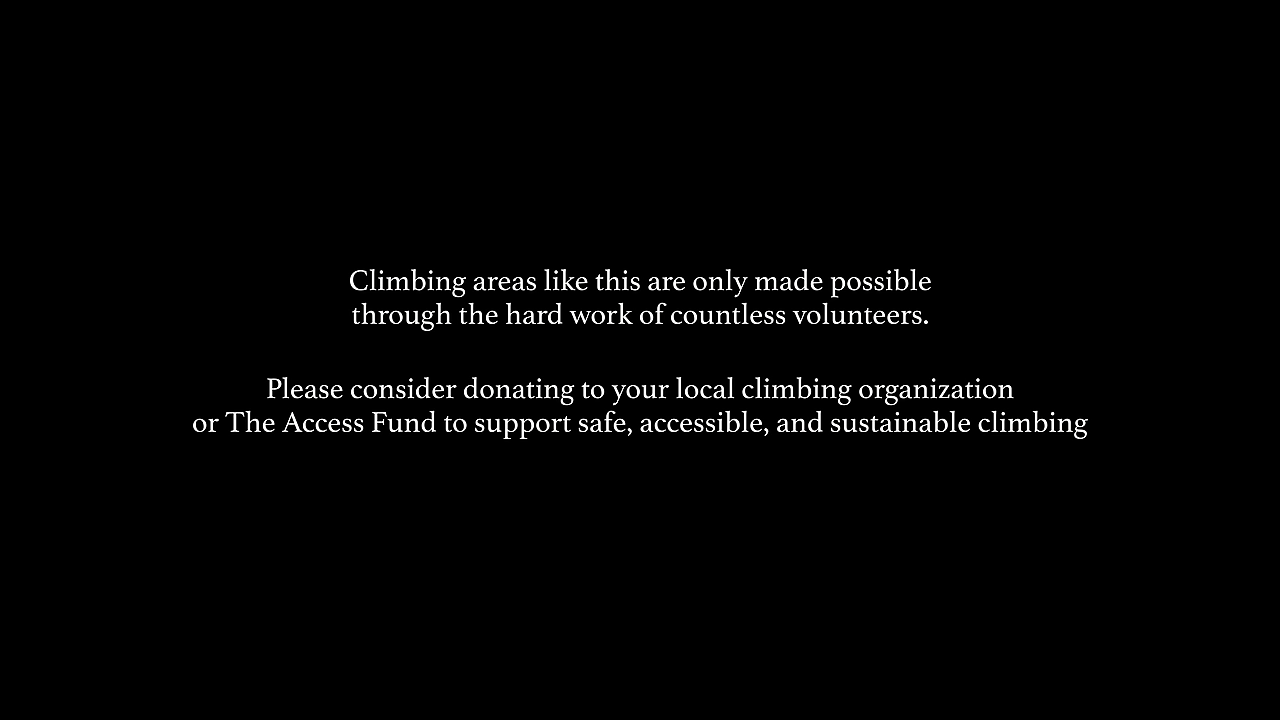 Climbing areas like this are only made possible
through the hard work of countless volunteers.
Please consider donating to your local climbing organization
or The Access Fund to support safe, accessible, and sustainable climbing